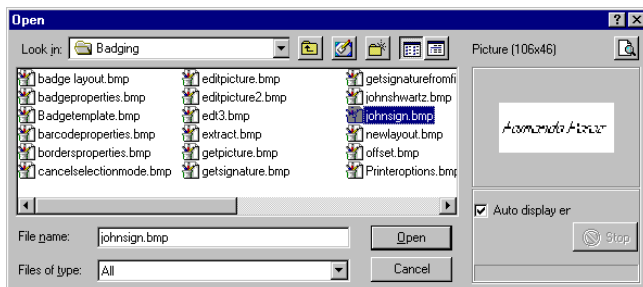 Open
Look in: Badging
Picture (106x46)
badge layout.bmp
badgeproperties.bmp
Badgetemplate.bmp
barcodeproperties.bmp
bordersproperties.bmp
cancelselectionmode.bmp
editpicture.bmp
editpicture2.bmp
edt3.bmp
extract.bmp
getpicture.bmp
getsignature.bmp
getsignaturefromfi
johnshwartz.bmp
johnsign.bmp
newlayout.bmp
offset.bmp
Printeroptions.bmp
Auto display er
Stop
File name: johnsign.bmp
Open
Files of type: All
Cancel